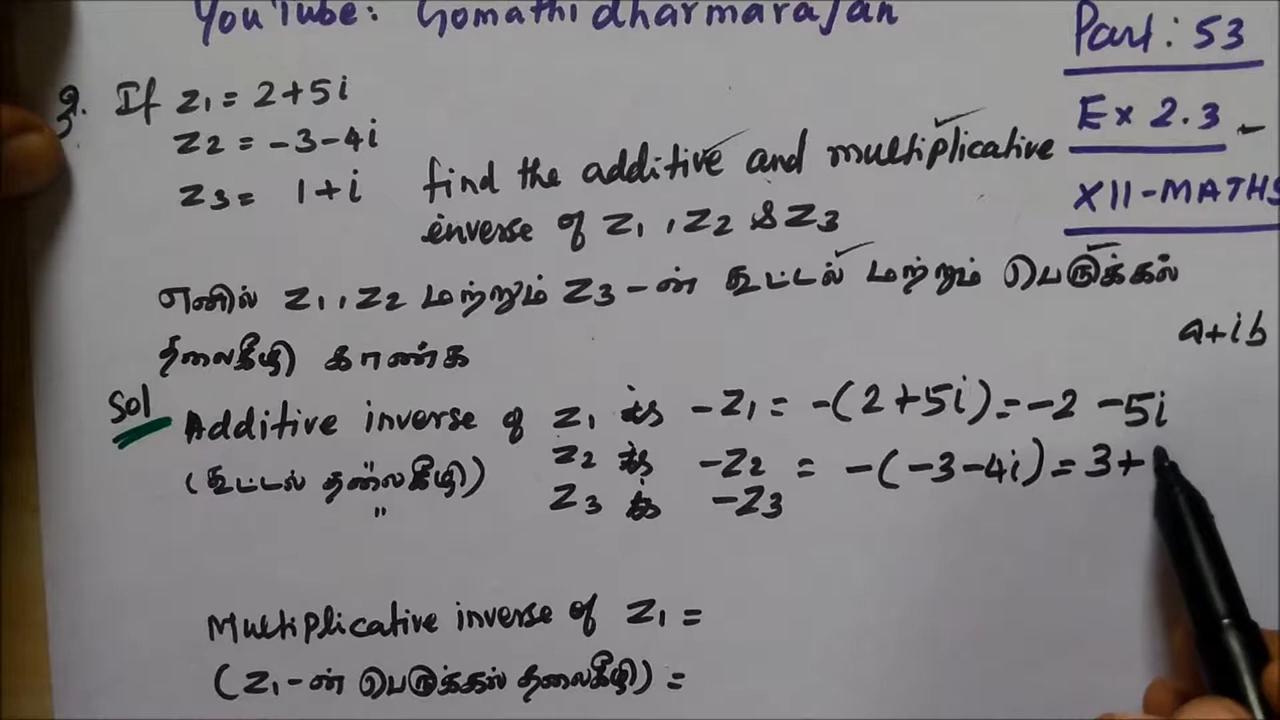 YouTube: Gomathidharmarajan
Part: 53
Ex 2.3
XII-MATHS
If z1 = 2+5i
z2 = -3-4i
z3 = 1+i find the additive and multiplicative
inverse of z1, z2 & z3
எனில் z1, z2 மற்றும் z3-ன் கூட்டல் மற்றும் பெருக்கல்
காண்க
a+ib
Sol
Additive inverse of z1 is -z1 = -(2+5i) = -2 -5i
(கூட்டல் z2 is -z2 = -(-3-4i) = 3+
" z3 is -z3
Multiplicative inverse of z1 =
(z1-ன் பெருக்கல் ) =